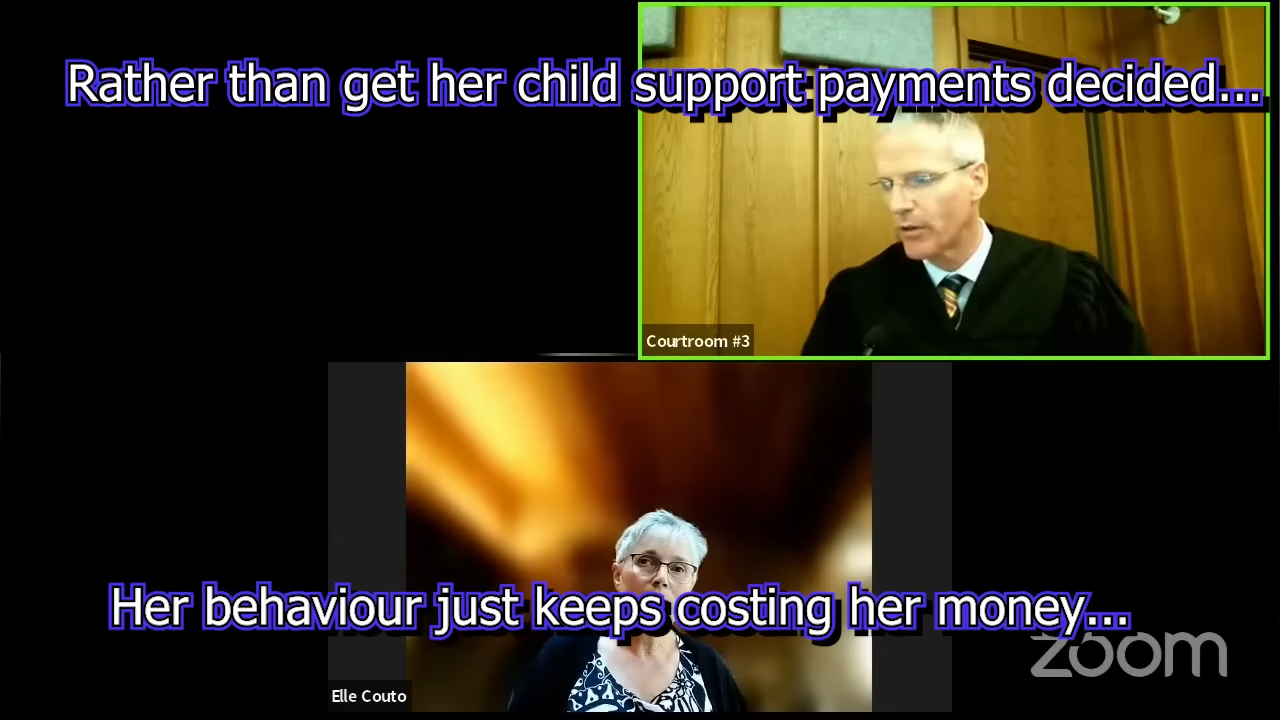 Rather than get her child support payments decided...
Courtroom #3
Her behaviour just keeps costing her money...
zoom
Elle Couto